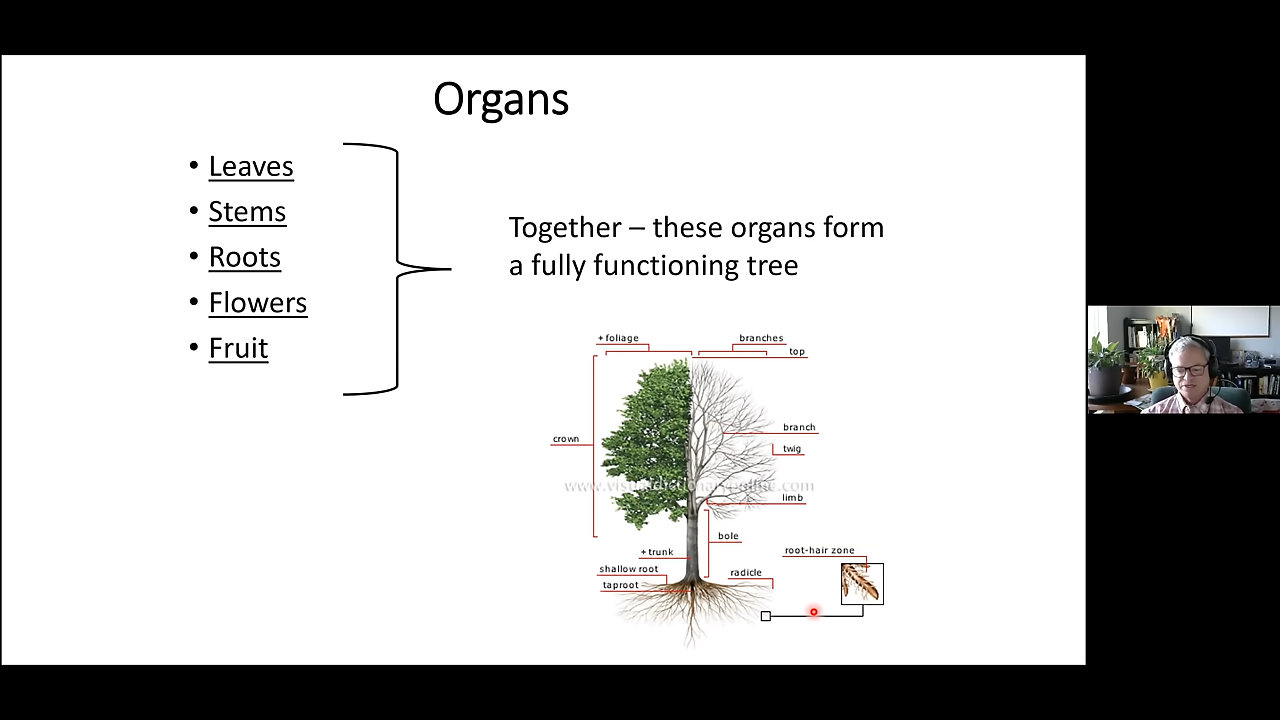 Organs
• Leaves
• Stems
• Roots
• Flowers
• Fruit
Together – these organs form
a fully functioning tree
+ foliage
branches
top
crown
branch
twig
www.visualdictionaryonline.com
limb
bole
+ trunk
root-hair zone
shallow root
radicle
taproot